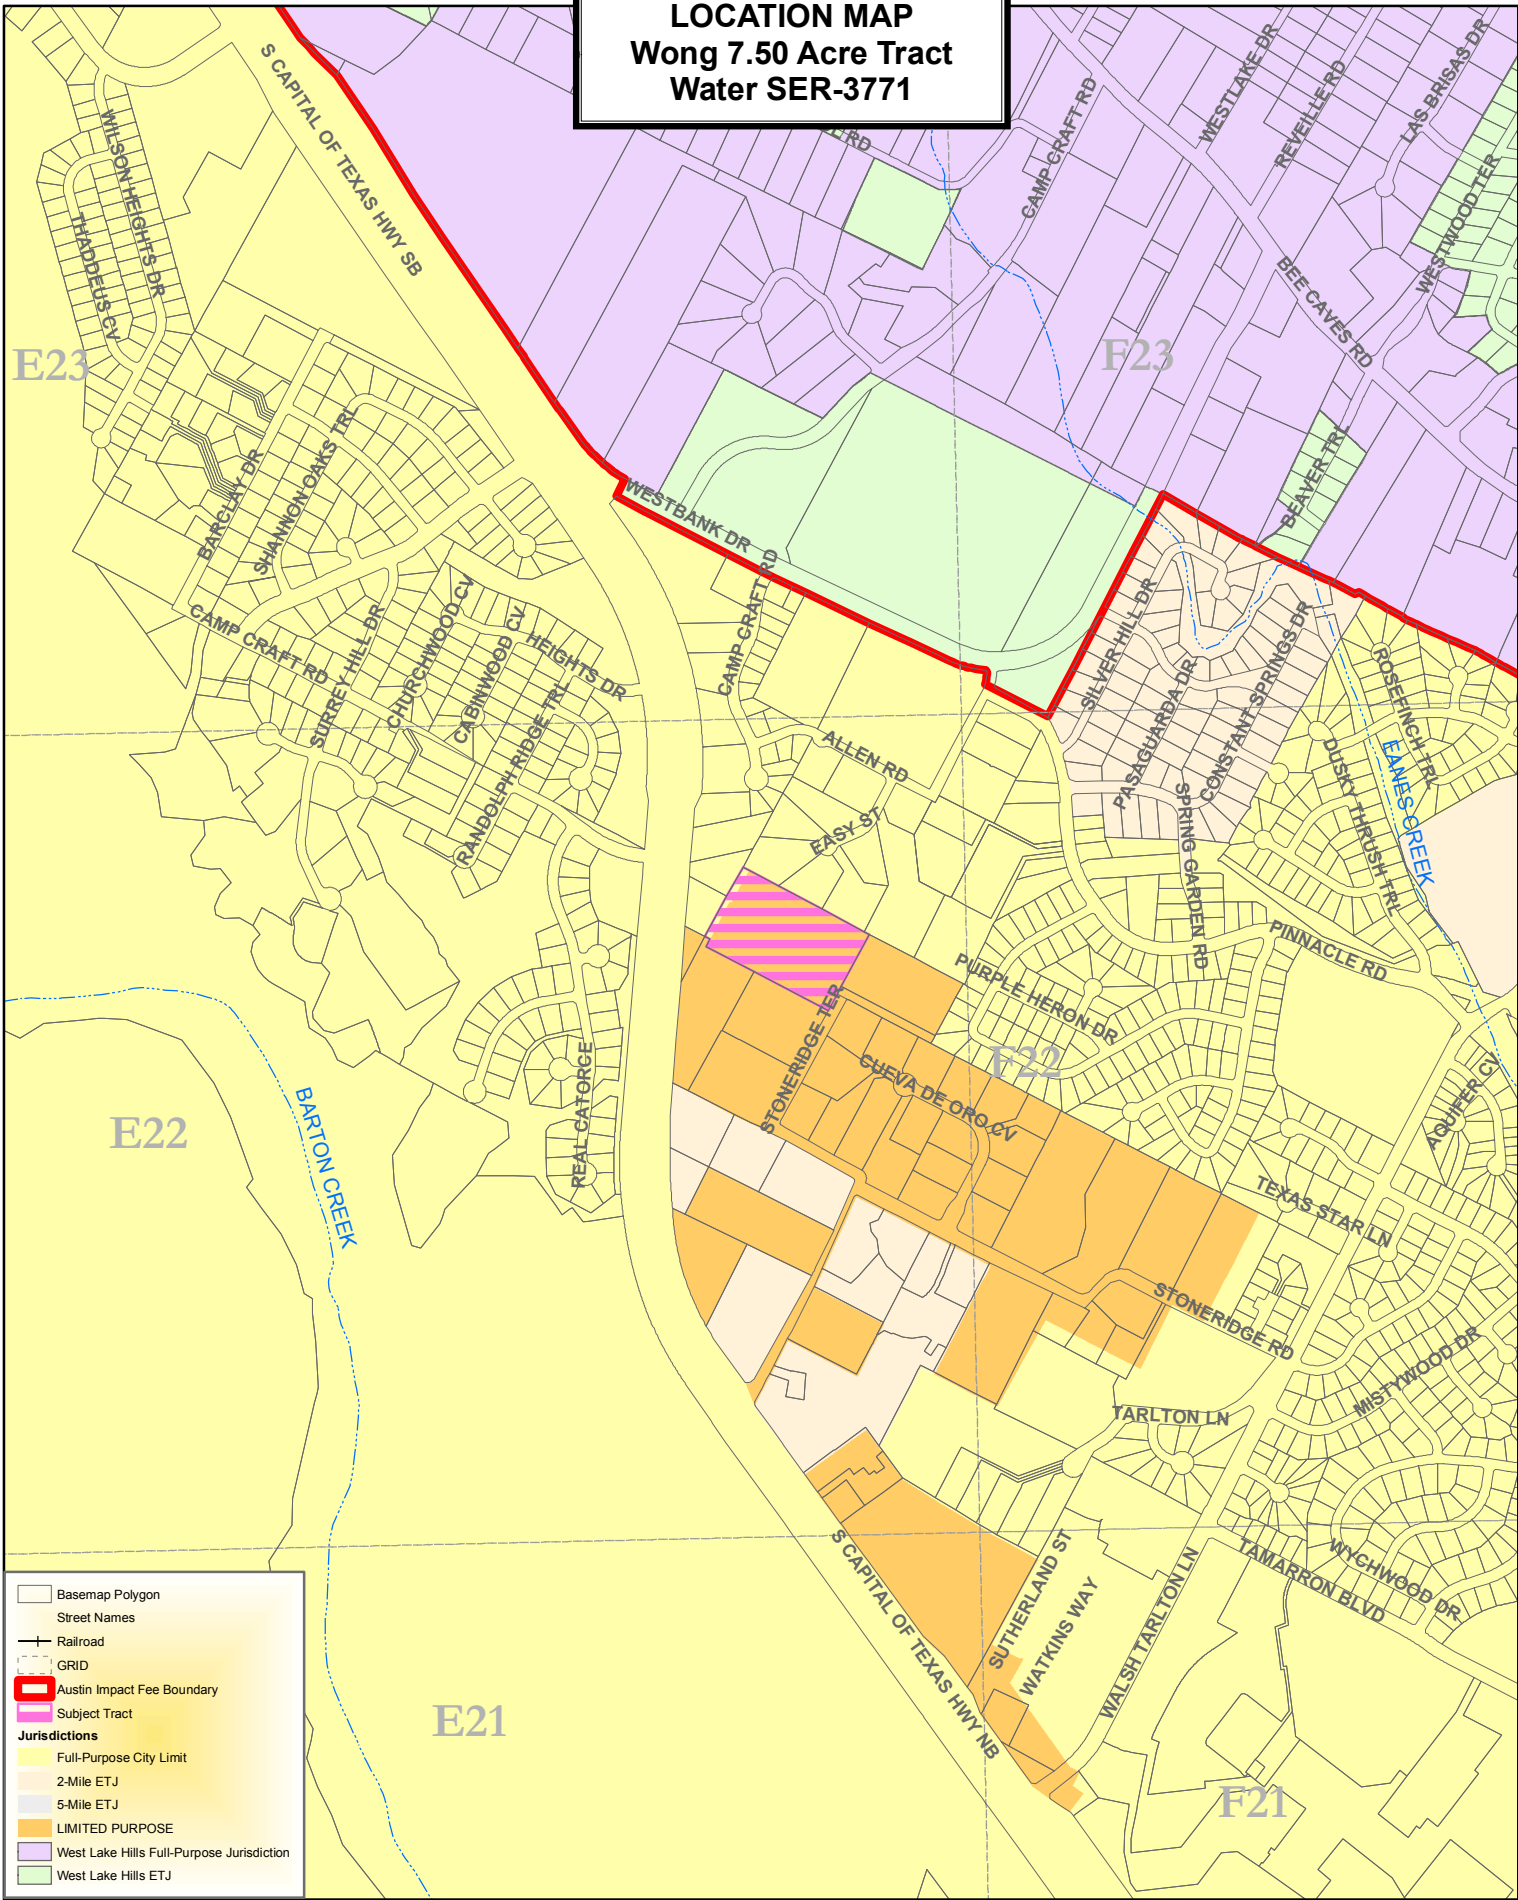 LOCATION MAP
Wong 7.50 Acre Tract
Water SER-3771
S CAPITAL OF TEXAS HWY SB
WILSON HEIGHTS DR
THADDEUS CV
E23
RD
CAMP CRAFT RD
WESTLAKE DR
REVEILLE RD
LAS BRISAS DR
WESTWOOD TER
BEE CAVES RD
F23
BEAVER TRL
BARCLAY DR
SHANNON OAKS TRL
WESTBANK DR
CAMP CRAFT RD
CAMP CRAFT RD
SURREY HILL DR
CHURCHWOOD CV
CABINWOOD CV
HEIGHTS DR
RANDOLPH RIDGE TRL
SILVER HILL DR
PASAGUARDA DR
CONSTANT SPRINGS DR
ROSEFINCH TRL
DUSKY THRUSH TRL
EANES CREEK
ALLEN RD
EASY ST
SPRING GARDEN RD
PINNACLE RD
PURPLE HERON DR
F22
STONERIDGE TER
CUEVA DE ORO CV
REAL CATORCE
AQUIFER CV
E22
BARTON CREEK
TEXAS STAR LN
STONERIDGE RD
MISTYWOOD DR
TARLTON LN
S CAPITAL OF TEXAS HWY NB
SUTHERLAND ST
WATKINS WAY
WALSH TARLTON LN
TAMARRON BLVD
WYCHWOOD DR
E21
F21
Basemap Polygon
Street Names
Railroad
GRID
Austin Impact Fee Boundary
Subject Tract
Jurisdictions
Full-Purpose City Limit
2-Mile ETJ
5-Mile ETJ
LIMITED PURPOSE
West Lake Hills Full-Purpose Jurisdiction
West Lake Hills ETJ